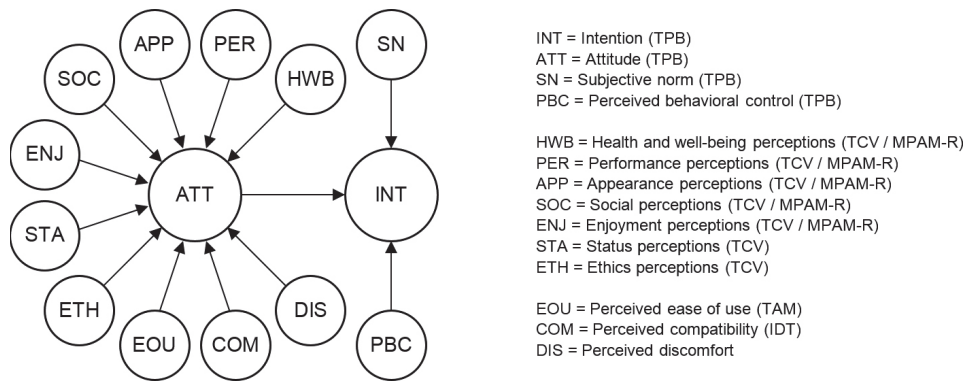 APP
PER
SN
SOC
HWB
ENJ
ATT
INT
STA
ETH
DIS
EOU
COM
PBC
INT = Intention (TPB)
ATT = Attitude (TPB)
SN = Subjective norm (TPB)
PBC = Perceived behavioral control (TPB)
HWB = Health and well-being perceptions (TCV / MPAM-R)
PER = Performance perceptions (TCV / MPAM-R)
APP = Appearance perceptions (TCV / MPAM-R)
SOC = Social perceptions (TCV / MPAM-R)
ENJ = Enjoyment perceptions (TCV / MPAM-R)
STA = Status perceptions (TCV)
ETH = Ethics perceptions (TCV)
EOU = Perceived ease of use (TAM)
COM = Perceived compatibility (IDT)
DIS = Perceived discomfort